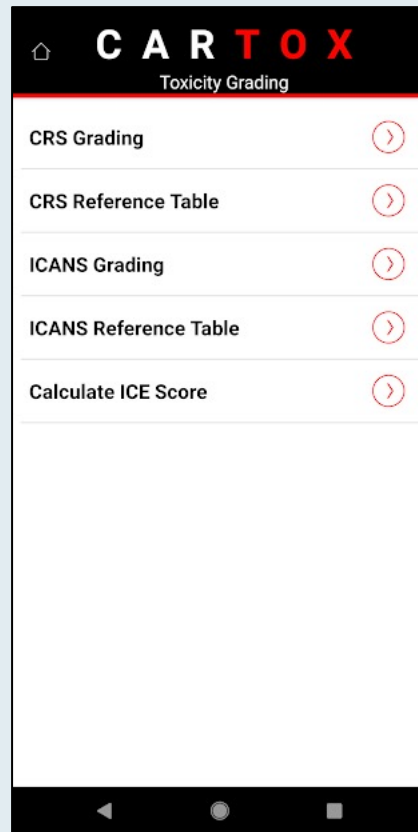 CARTOX
Toxicity Grading
CRS Grading
CRS Reference Table
ICANS Grading
ICANS Reference Table
Calculate ICE Score